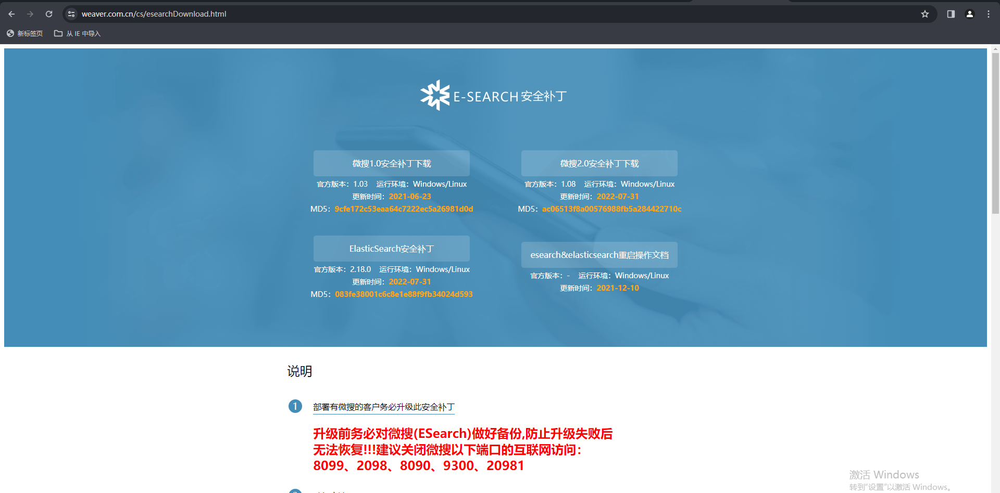 weaver.com.cn/cs/esearchDownload.html
新标签页
从 IE 中导入
E-SEARCH 安全补丁
微搜1.0安全补丁下载
官方版本：1.03 运行环境：Windows/Linux
更新时间：2021-06-23
MD5：9cfe172c53eaa64c7222ec5a26981d0d
微搜2.0安全补丁下载
官方版本：1.08 运行环境：Windows/Linux
更新时间：2022-07-31
MD5：ac06513f8a00576988fb5a284422710c
ElasticSearch安全补丁
官方版本：2.18.0 运行环境：Windows/Linux
更新时间：2022-07-31
MD5：083fe38001c6c8e1e88f9fb34024d593
esearch&elasticsearch重启操作文档
官方版本：- 运行环境：Windows/Linux
更新时间：2021-12-10
说明
1 部署有微搜的客户务必升级此安全补丁
升级前务必对微搜(ESearch)做好备份,防止升级失败后
无法恢复!!!建议关闭微搜以下端口的互联网访问：
8099、2098、8090、9300、20981
激活 Windows
转到“设置”以激活 Windows。